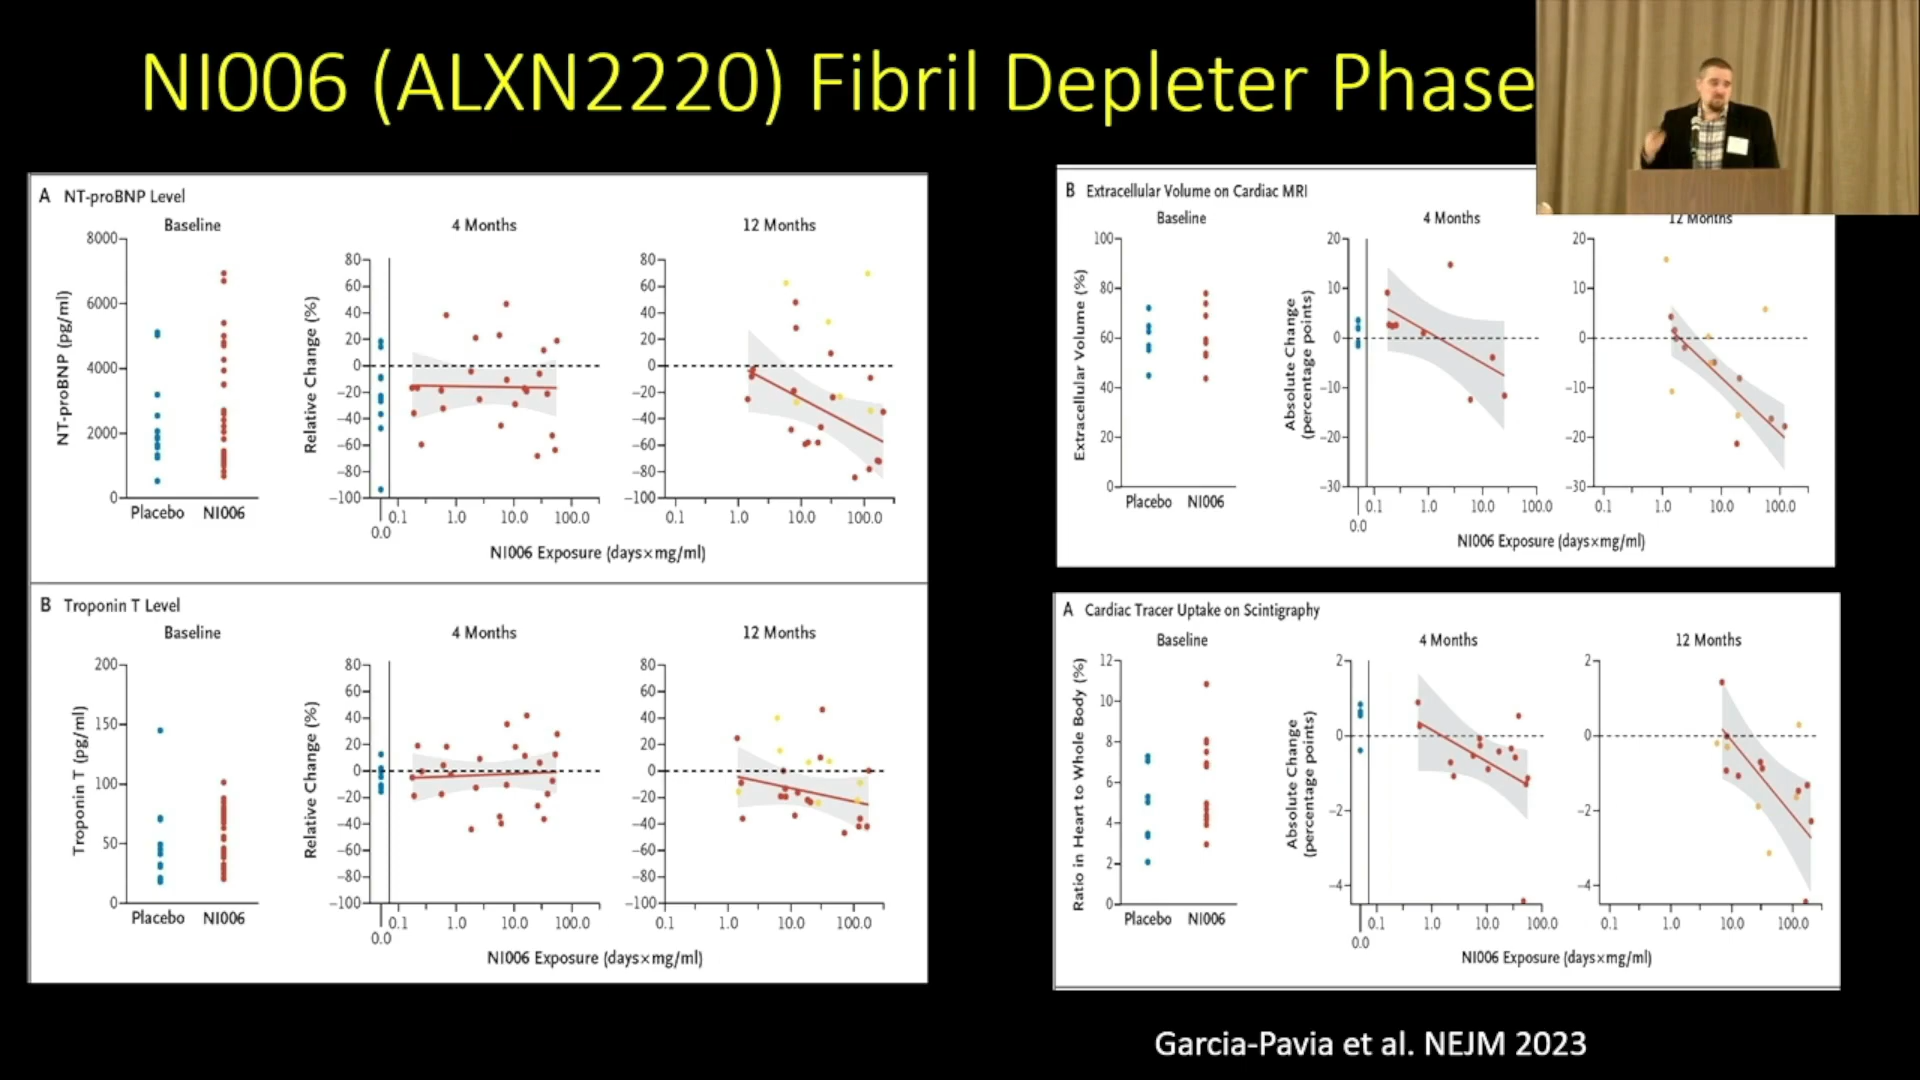 NI006 (ALXN2220) Fibril Depleter Phase
A NT-proBNP Level
Baseline
4 Months
12 Months
NT-proBNP (pg/ml)
8000
6000
4000
2000
0
Placebo
NI006
Relative Change (%)
80
60
40
20
0
−20
−40
−60
−80
−100
0.0
0.1
1.0
10.0
100.0
80
60
40
20
0
−20
−40
−60
−80
−100
0.1
1.0
10.0
100.0
NI006 Exposure (days×mg/ml)
B Troponin T Level
Baseline
4 Months
12 Months
Troponin T (pg/ml)
200
150
100
50
0
Placebo
NI006
Relative Change (%)
80
60
40
20
0
−20
−40
−60
−80
−100
0.0
0.1
1.0
10.0
100.0
80
60
40
20
0
−20
−40
−60
−80
−100
0.1
1.0
10.0
100.0
NI006 Exposure (days×mg/ml)
B Extracellular Volume on Cardiac MRI
Baseline
4 Months
12 Months
Extracellular Volume (%)
100
80
60
40
20
0
Placebo
NI006
Absolute Change
(percentage points)
20
10
0
−10
−20
−30
0.0
0.1
1.0
10.0
100.0
20
10
0
−10
−20
−30
0.1
1.0
10.0
100.0
NI006 Exposure (days×mg/ml)
A Cardiac Tracer Uptake on Scintigraphy
Baseline
4 Months
12 Months
Ratio in Heart to Whole Body (%)
12
10
8
6
4
2
0
Placebo
NI006
Absolute Change
(percentage points)
2
0
−2
−4
0.0
0.1
1.0
10.0
100.0
2
0
−2
−4
0.1
1.0
10.0
100.0
NI006 Exposure (days×mg/ml)
Garcia-Pavia et al. NEJM 2023